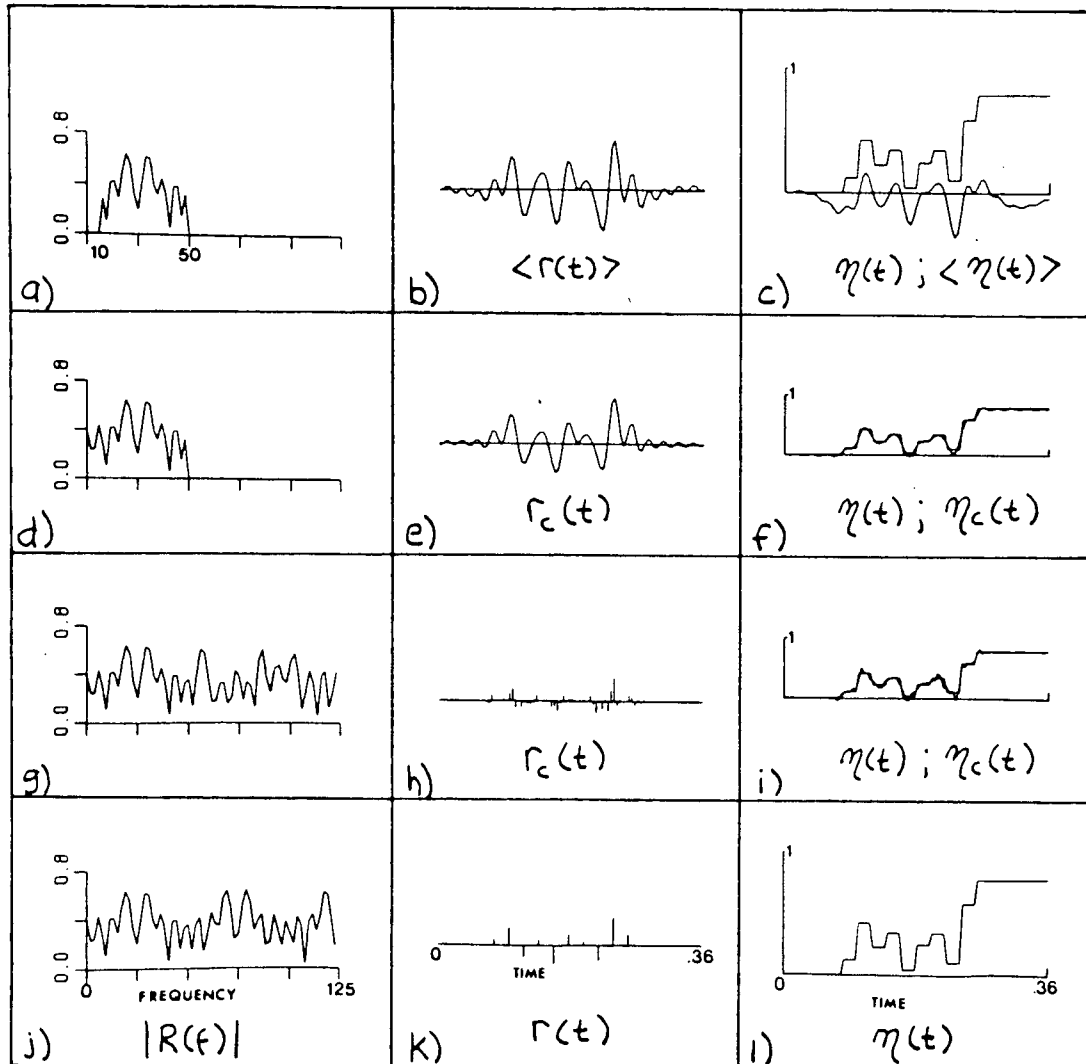 0.8
0.0
10 50
a)
<r(t)>
b)
1
η(t) ; <η(t)>
c)
0.8
0.0
d)
r_c(t)
e)
1
η(t) ; η_c(t)
f)
0.8
0.0
g)
r_c(t)
h)
1
η(t) ; η_c(t)
i)
0.8
0.0
0 FREQUENCY 125
j) |R(f)|
0 .36
TIME
k) r(t)
1
0 .36
TIME
l) η(t)